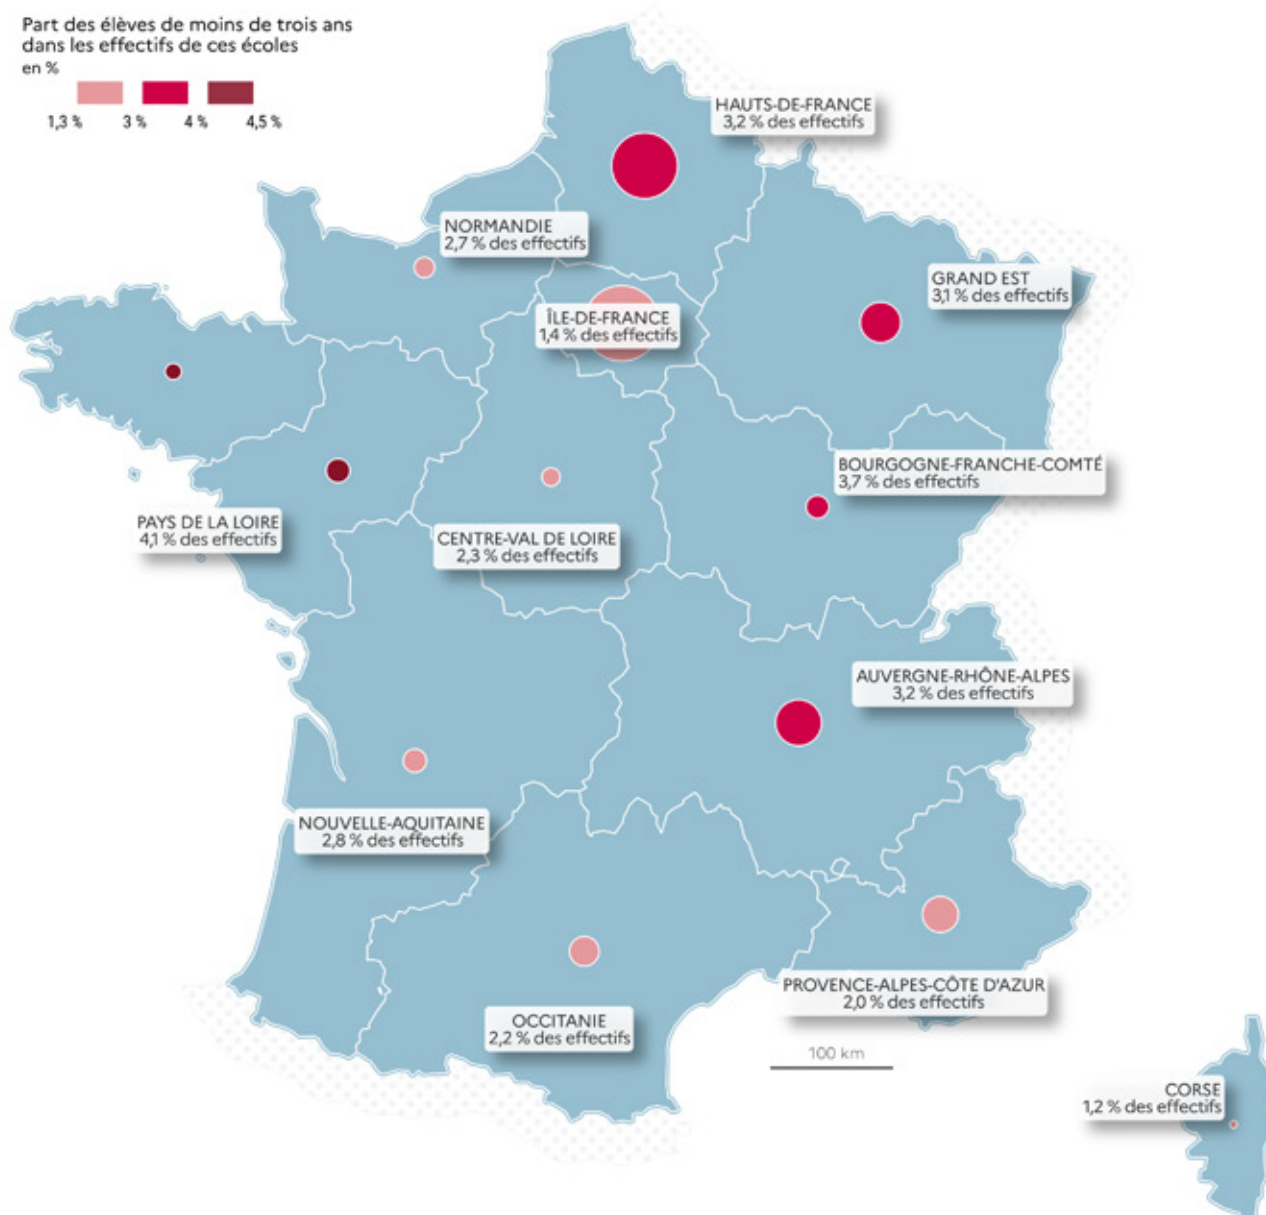 Part des élèves de moins de trois ans
dans les effectifs de ces écoles
en %
1,3 % 3 % 4 % 4,5 %
HAUTS-DE-FRANCE
3,2 % des effectifs
NORMANDIE
2,7 % des effectifs
GRAND EST
3,1 % des effectifs
ÎLE-DE-FRANCE
1,4 % des effectifs
BOURGOGNE-FRANCHE-COMTÉ
3,7 % des effectifs
PAYS DE LA LOIRE
4,1 % des effectifs
CENTRE-VAL DE LOIRE
2,3 % des effectifs
AUVERGNE-RHÔNE-ALPES
3,2 % des effectifs
NOUVELLE-AQUITAINE
2,8 % des effectifs
PROVENCE-ALPES-CÔTE D'AZUR
2,0 % des effectifs
OCCITANIE
2,2 % des effectifs
100 km
CORSE
1,2 % des effectifs